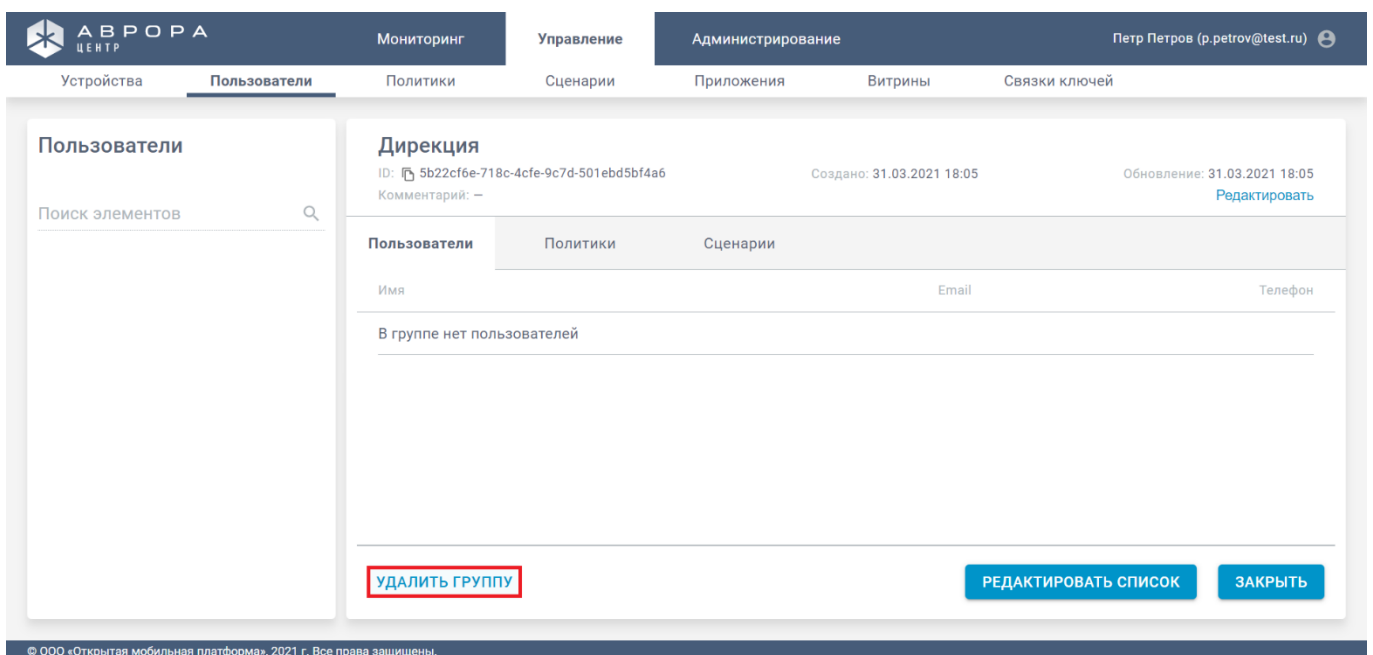 АВРОРА
ЦЕНТР
Мониторинг Управление Администрирование Петр Петров (p.petrov@test.ru)
Устройства Пользователи Политики Сценарии Приложения Витрины Связки ключей
Пользователи
Поиск элементов
Дирекция
ID: 5b22cf6e-718c-4cfe-9c7d-501ebd5bf4a6 Создано: 31.03.2021 18:05 Обновление: 31.03.2021 18:05
Комментарий: — Редактировать
Пользователи Политики Сценарии
Имя Email Телефон
В группе нет пользователей
УДАЛИТЬ ГРУППУ РЕДАКТИРОВАТЬ СПИСОК ЗАКРЫТЬ
© ООО «Открытая мобильная платформа», 2021 г. Все права защищены.